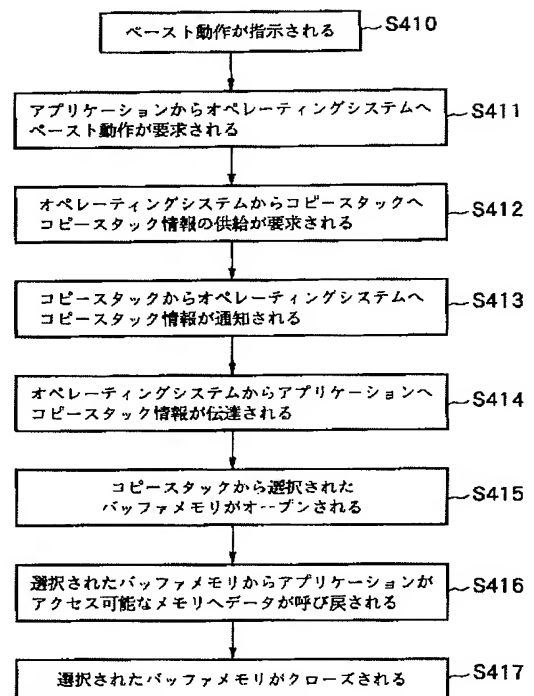 ペースト動作が指示される
S410
アプリケーションからオペレーティングシステムへ
ペースト動作が要求される
S411
オペレーティングシステムからコピースタックへ
コピースタック情報の供給が要求される
S412
コピースタックからオペレーティングシステムへ
コピースタック情報が通知される
S413
オペレーティングシステムからアプリケーションへ
コピースタック情報が伝達される
S414
コピースタックから選択された
バッファメモリがオープンされる
S415
選択されたバッファメモリからアプリケーションが
アクセス可能なメモリへデータが呼び戻される
S416
選択されたバッファメモリがクローズされる
S417